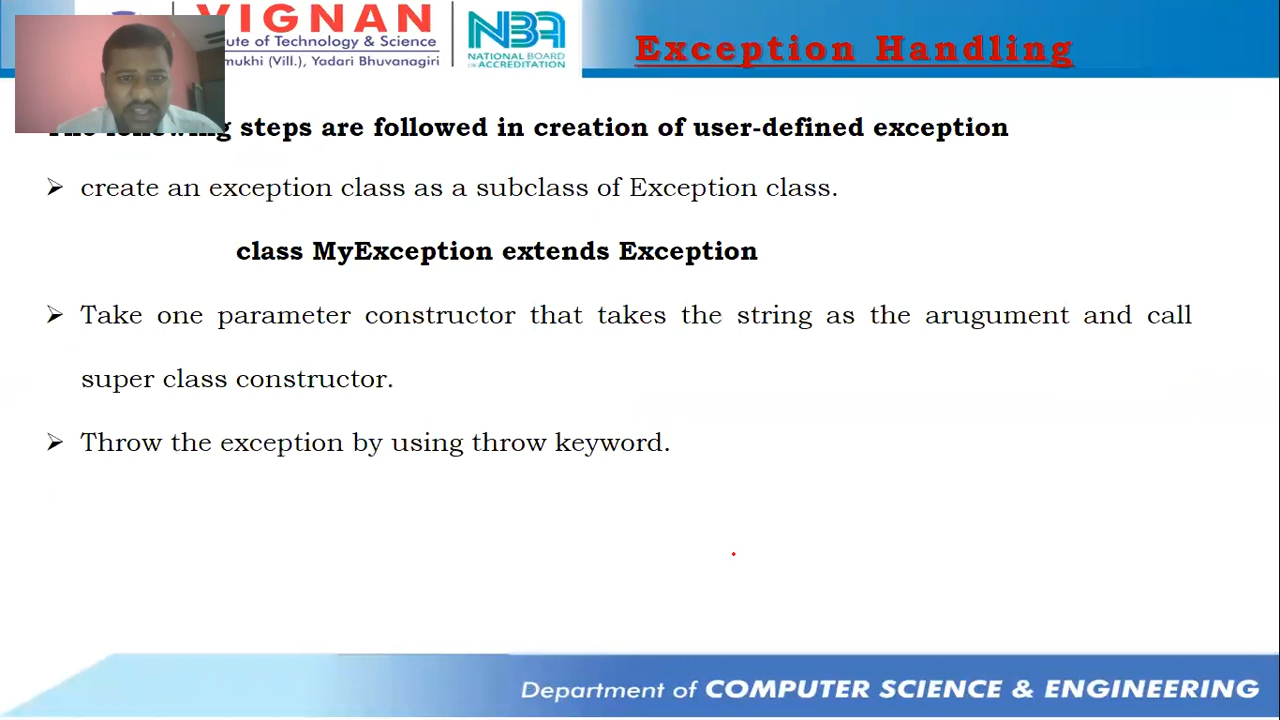 VIGNAN
itute of Technology & Science
mukhi (Vill.), Yadari Bhuvanagiri
NBA
NATIONAL BOARD
OF ACCREDITATION
Exception Handling
steps are followed in creation of user-defined exception
➢ create an exception class as a subclass of Exception class.
class MyException extends Exception
➢ Take one parameter constructor that takes the string as the arugument and call
super class constructor.
➢ Throw the exception by using throw keyword.
Department of COMPUTER SCIENCE & ENGINEERING